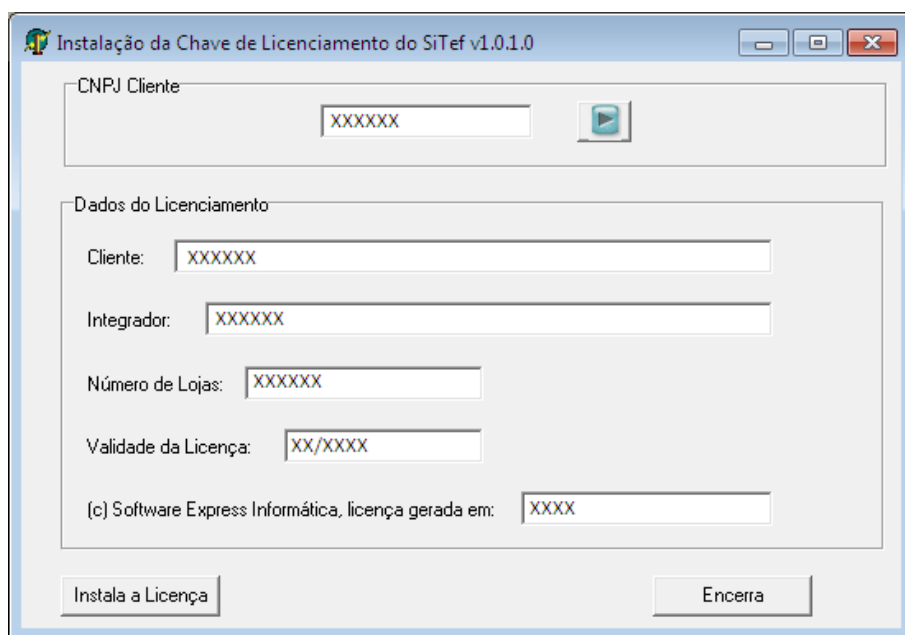 Instalação da Chave de Licenciamento do SiTef v1.0.1.0
CNPJ Cliente
XXXXXX
Dados do Licenciamento
Cliente: XXXXXX
Integrador: XXXXXX
Número de Lojas: XXXXXX
Validade da Licença: XX/XXXX
(c) Software Express Informática, licença gerada em: XXXX
Instala a Licença Encerra